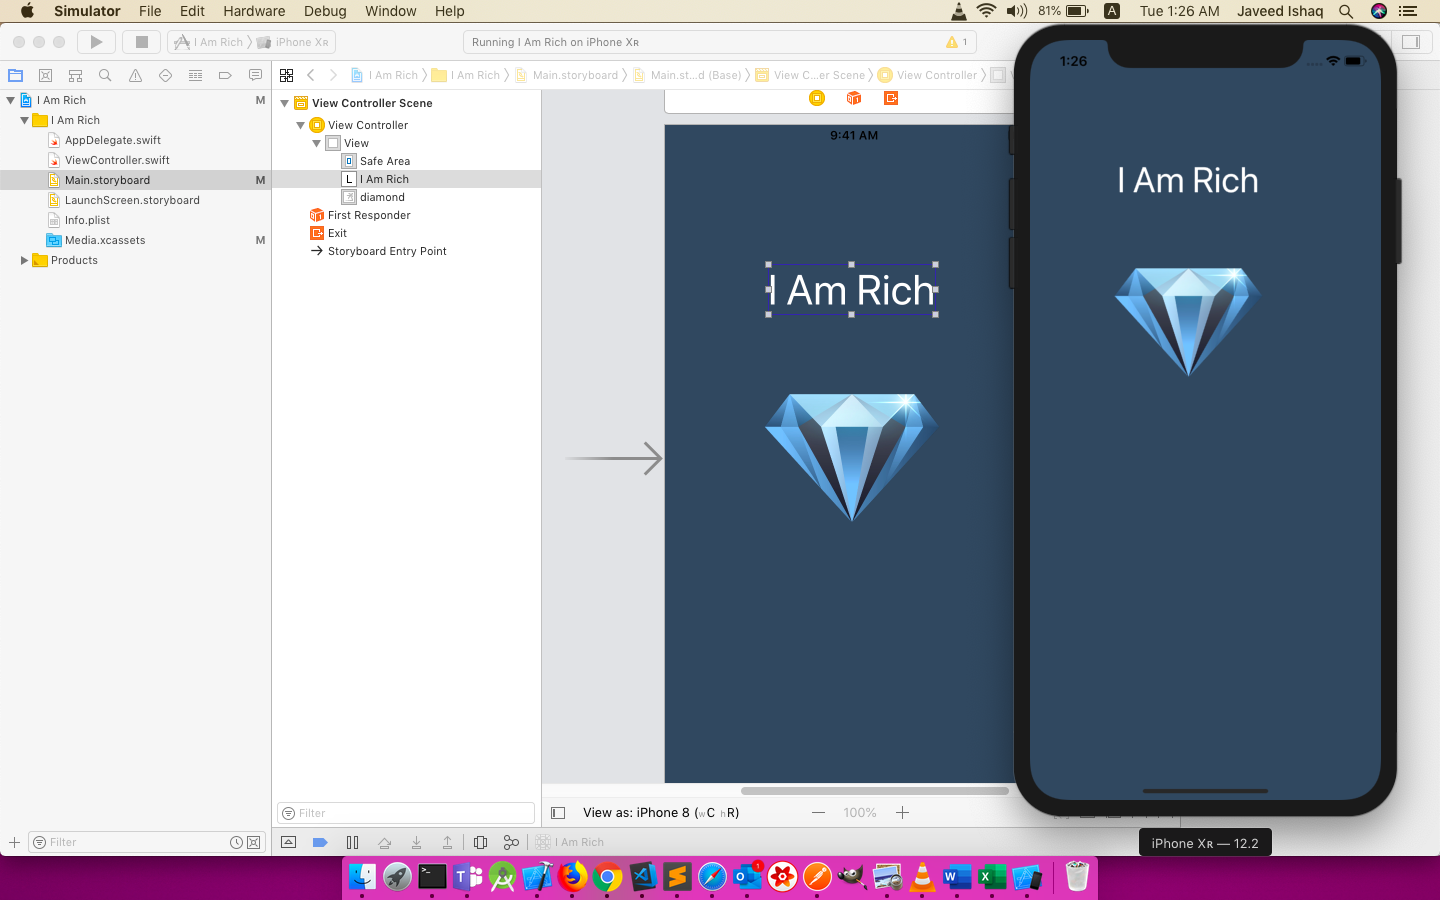 Simulator File Edit Hardware Debug Window Help 81% A Tue 1:26 AM Javeed Ishaq
I Am Rich iPhone Xʀ Running I Am Rich on iPhone Xʀ 1
I Am Rich I Am Rich Main.storyboard Main.st...d (Base) View C...er Scene View Controller
I Am Rich M
I Am Rich
AppDelegate.swift
ViewController.swift
Main.storyboard M
LaunchScreen.storyboard
Info.plist
Media.xcassets M
Products
Filter
View Controller Scene
View Controller
View
Safe Area
L I Am Rich
diamond
First Responder
Exit
Storyboard Entry Point
Filter
9:41 AM
I Am Rich
View as: iPhone 8 (wC hR) 100%
I Am Rich
1:26
I Am Rich
iPhone Xʀ — 12.2
1